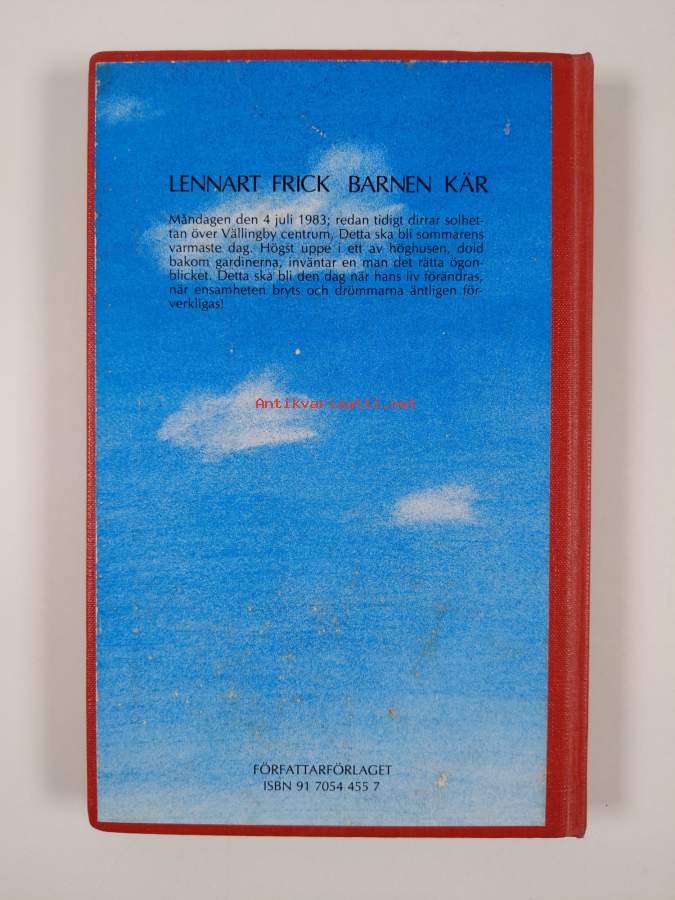 LENNART FRICK BARNEN KÄR
Måndagen den 4 juli 1983; redan tidigt dirrar solhet-
tan över Vällingby centrum. Detta ska bli sommarens
varmaste dag. Högst uppe i ett av höghusen, dold
bakom gardinerna, inväntar en man det rätta ögon-
blicket. Detta ska bli den dag när hans liv förändras,
när ensamheten bryts och drömmarna äntligen för-
verkligas!
Antikvariaatti.net
FÖRFATTARFÖRLAGET
ISBN 91 7054 455 7